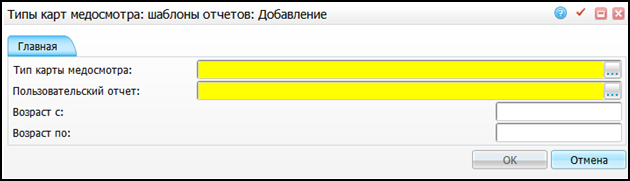 Типы карт медосмотра: шаблоны отчетов: Добавление
Главная
Тип карты медосмотра: ...
Пользовательский отчет: ...
Возраст с:
Возраст по:
ОК Отмена